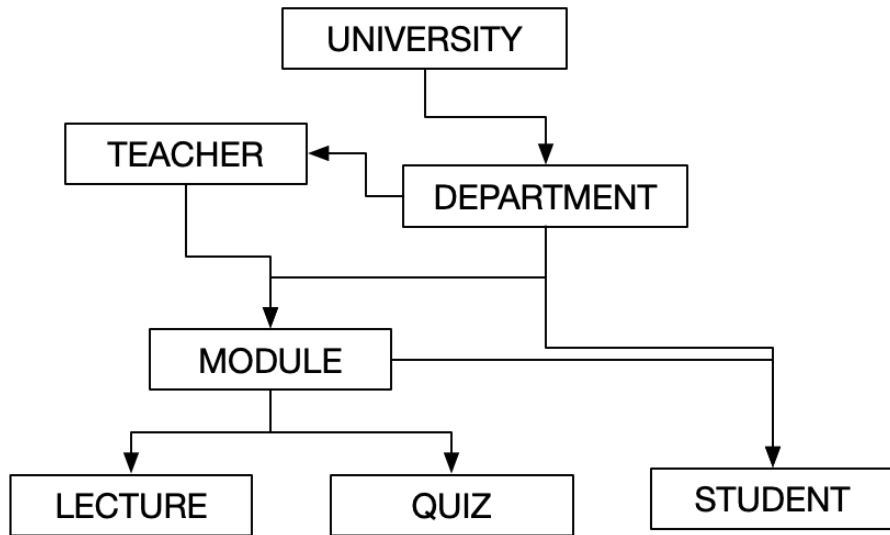 UNIVERSITY
TEACHER
DEPARTMENT
MODULE
LECTURE
QUIZ
STUDENT